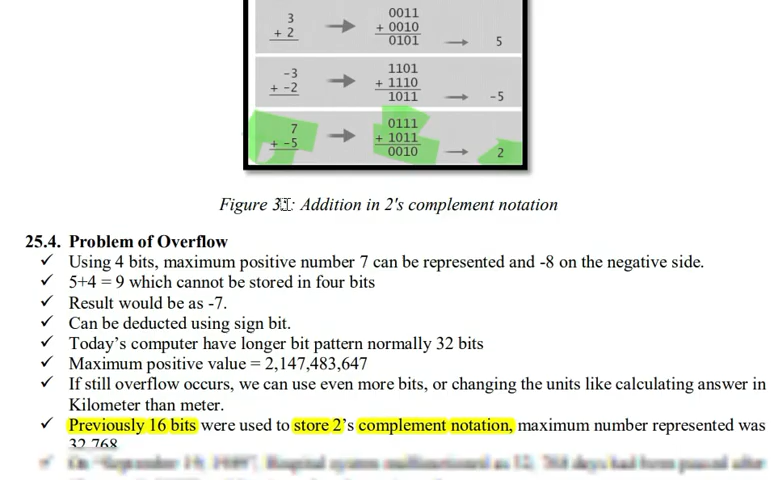 3 0011
+ 2 + 0010
0101 5
-3 1101
+ -2 + 1110
1011 -5
7 0111
+ -5 + 1011
0010 2
Figure 31: Addition in 2's complement notation
25.4. Problem of Overflow
✓ Using 4 bits, maximum positive number 7 can be represented and -8 on the negative side.
✓ 5+4 = 9 which cannot be stored in four bits
✓ Result would be as -7.
✓ Can be deducted using sign bit.
✓ Today's computer have longer bit pattern normally 32 bits
✓ Maximum positive value = 2,147,483,647
✓ If still overflow occurs, we can use even more bits, or changing the units like calculating answer in
Kilometer than meter.
✓ Previously 16 bits were used to store 2's complement notation, maximum number represented was
32,768